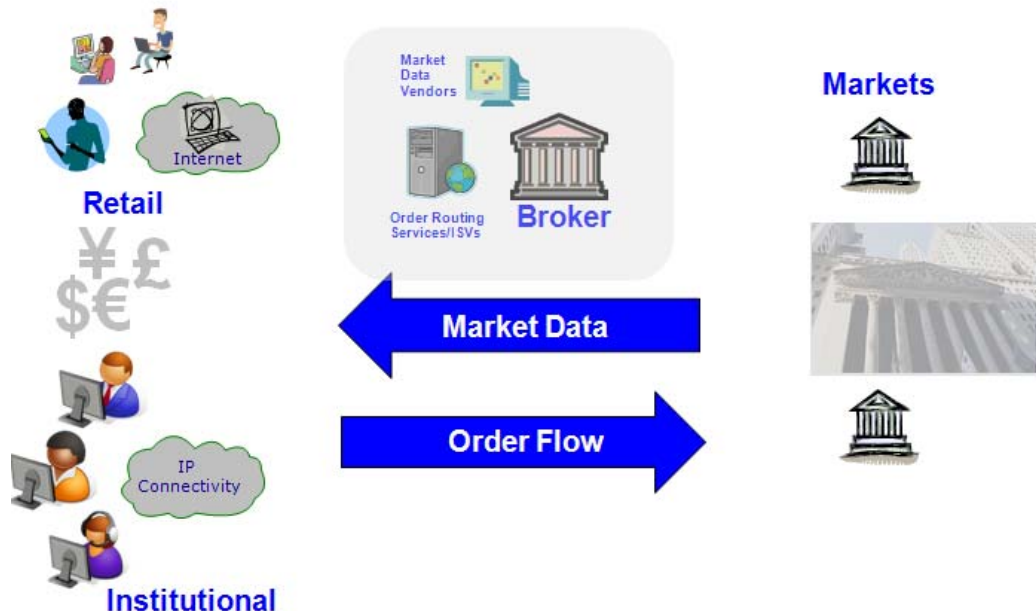 Internet
Retail
¥ £
$€
IP
Connectivity
Institutional
Market
Data
Vendors
Order Routing
Services/ISVs
Broker
Market Data
Order Flow
Markets